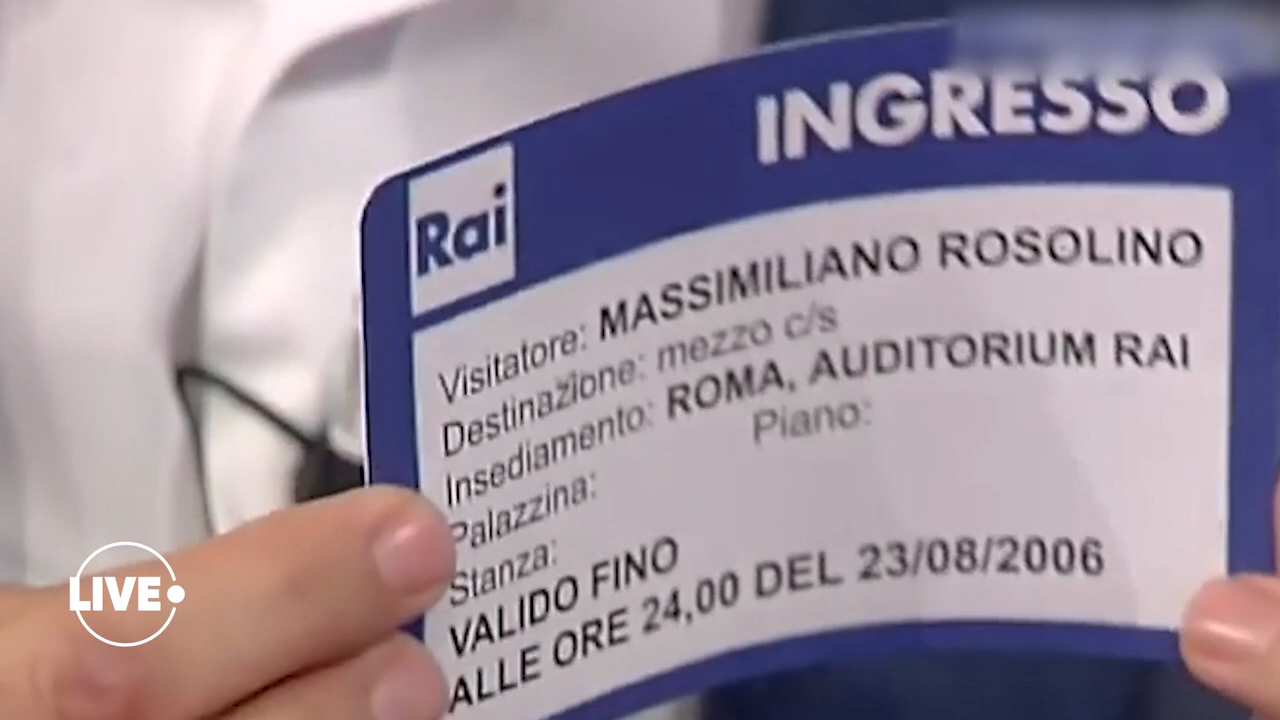 INGRESSO
Rai
Visitatore: MASSIMILIANO ROSOLINO
Destinazione: mezzo c/s
Insediamento: ROMA, AUDITORIUM RAI
Palazzina: Piano:
Stanza:
VALIDO FINO
ALLE ORE 24,00 DEL 23/08/2006
LIVE